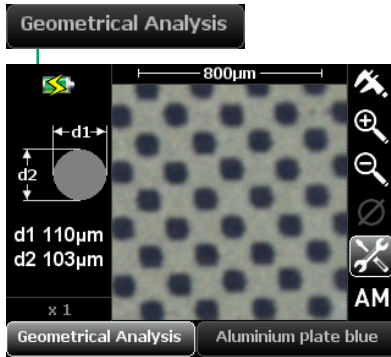 Geometrical Analysis
800µm
d1
d2
d1 110µm
d2 103µm
x 1
AM
Geometrical Analysis
Aluminium plate blue